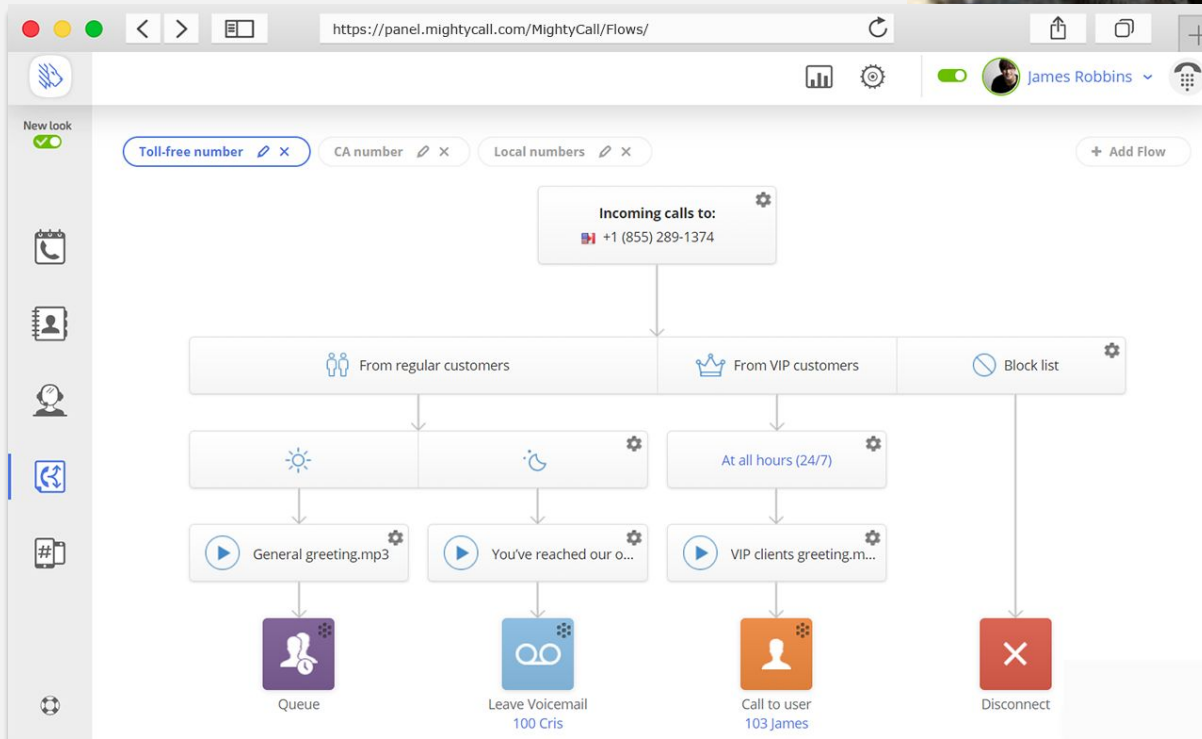 https://panel.mightycall.com/MightyCall/Flows/
James Robbins
New look
Toll-free number
CA number
Local numbers
+ Add Flow
Incoming calls to:
+1 (855) 289-1374
From regular customers
From VIP customers
Block list
At all hours (24/7)
General greeting.mp3
You've reached our o...
VIP clients greeting.m...
Queue
Leave Voicemail
100 Cris
Call to user
103 James
Disconnect